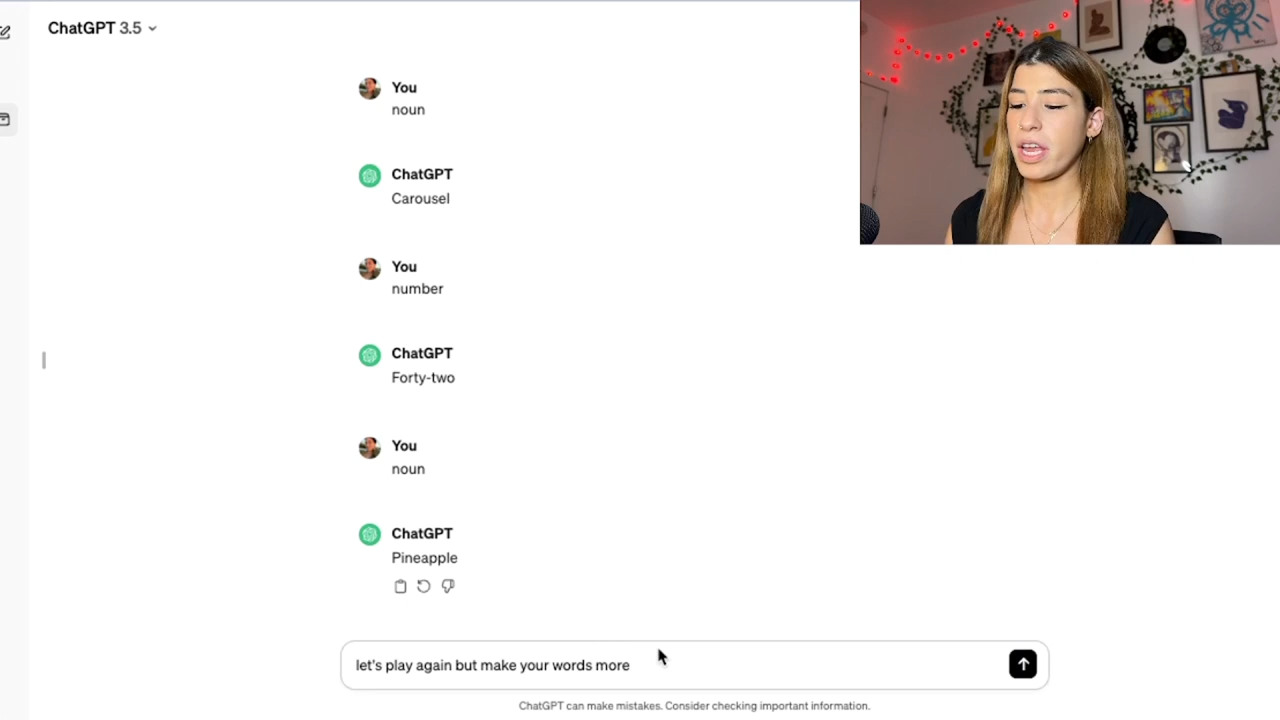 ChatGPT 3.5
You
noun
ChatGPT
Carousel
You
number
ChatGPT
Forty-two
You
noun
ChatGPT
Pineapple
let's play again but make your words more
ChatGPT can make mistakes. Consider checking important information.